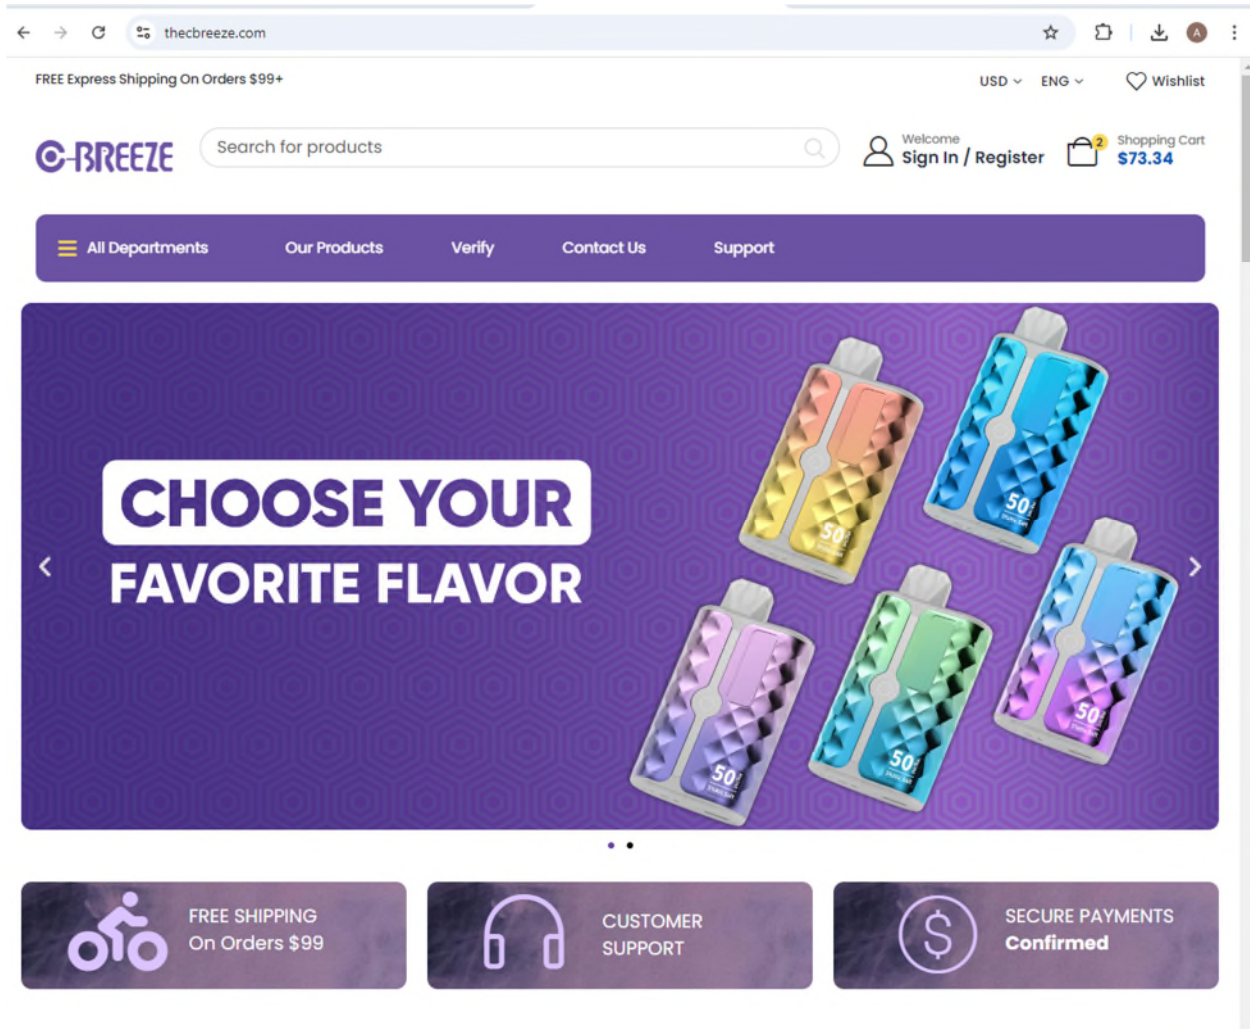 thecbreeze.com
A
FREE Express Shipping On Orders $99+
USD ENG Wishlist
C-BREEZE
Search for products
Welcome
Sign In / Register
2
Shopping Cart
$73.34
All Departments Our Products Verify Contact Us Support
CHOOSE YOUR
FAVORITE FLAVOR
50
50
50
50
50
FREE SHIPPING
On Orders $99
CUSTOMER
SUPPORT
SECURE PAYMENTS
Confirmed